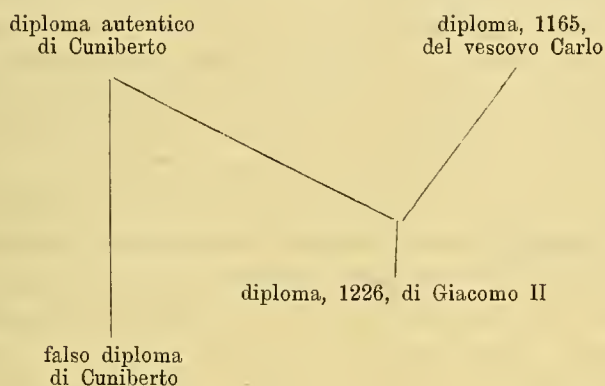 diploma autentico
di Cuniberto
diploma, 1165,
del vescovo Carlo
diploma, 1226, di Giacomo II
falso diploma
di Cuniberto